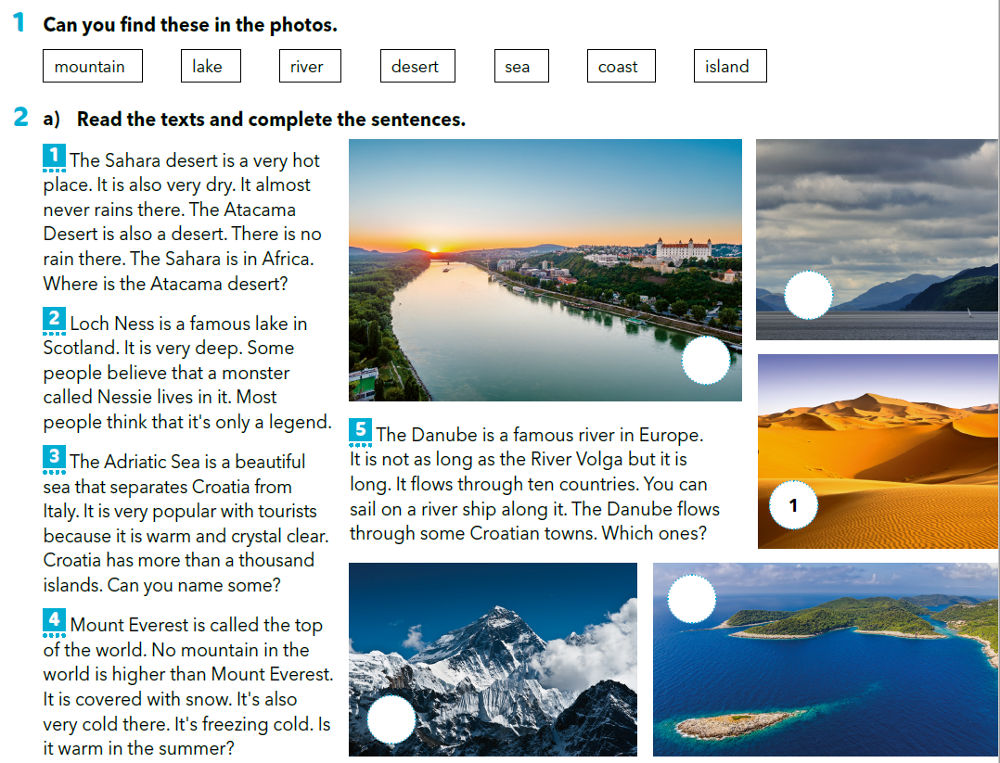 1 Can you find these in the photos.
mountain lake river desert sea coast island
2 a) Read the texts and complete the sentences.
1 The Sahara desert is a very hot
place. It is also very dry. It almost
never rains there. The Atacama
Desert is also a desert. There is no
rain there. The Sahara is in Africa.
Where is the Atacama desert?
2 Loch Ness is a famous lake in
Scotland. It is very deep. Some
people believe that a monster
called Nessie lives in it. Most
people think that it's only a legend.
3 The Adriatic Sea is a beautiful
sea that separates Croatia from
Italy. It is very popular with tourists
because it is warm and crystal clear.
Croatia has more than a thousand
islands. Can you name some?
4 Mount Everest is called the top
of the world. No mountain in the
world is higher than Mount Everest.
It is covered with snow. It's also
very cold there. It's freezing cold. Is
it warm in the summer?
5 The Danube is a famous river in Europe.
It is not as long as the River Volga but it is
long. It flows through ten countries. You can
sail on a river ship along it. The Danube flows
through some Croatian towns. Which ones?
1